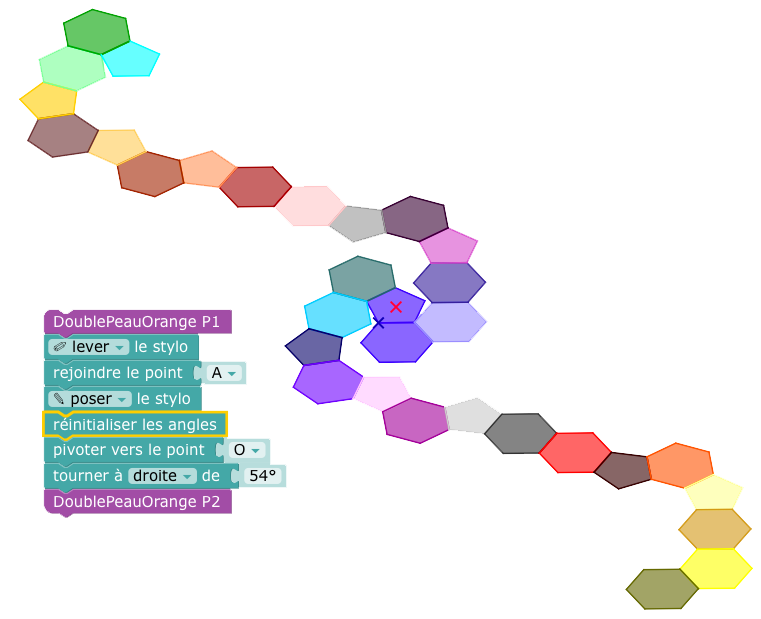 DoublePeauOrange P1
lever le stylo
rejoindre le point A
poser le stylo
réinitialiser les angles
pivoter vers le point O
tourner à droite de 54°
DoublePeauOrange P2